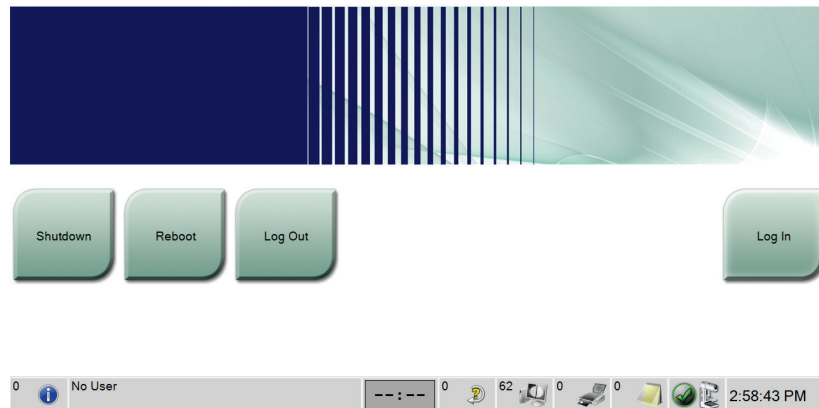 Shutdown
Reboot
Log Out
Log In
0
No User
--:--
0
62
0
0
2:58:43 PM